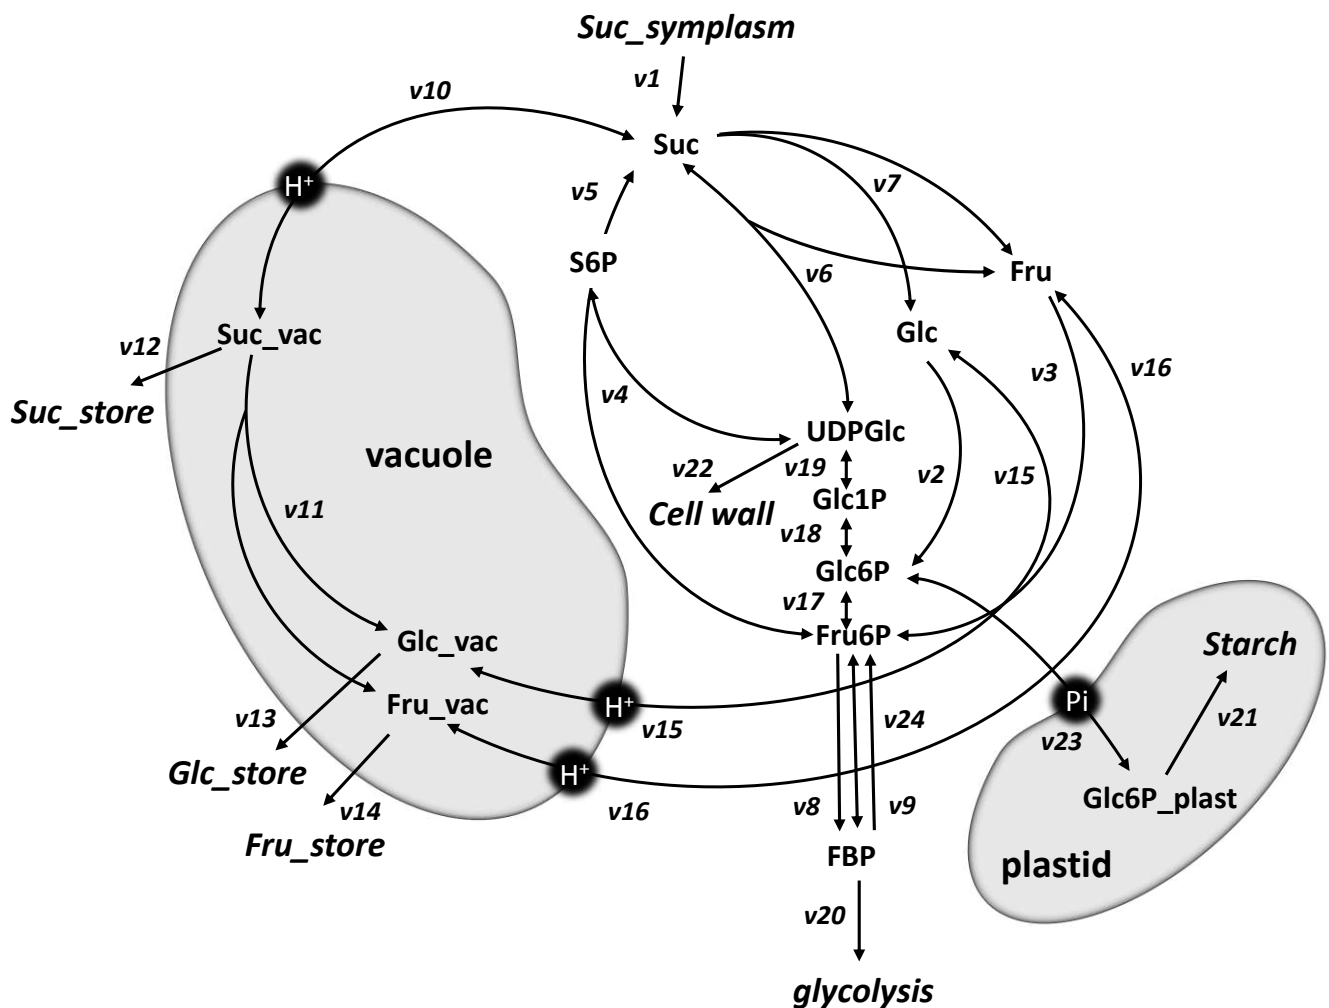 Suc_symplasm
v1
v10
Suc
v7
v5
H⁺
S6P
v6
Fru
Suc_vac
Glc
v12
v3
v16
Suc_store
v4
UDPGlc
vacuole
v22
v19
v2
v15
Cell wall
Glc1P
v11
v18
Glc6P
v17
Glc_vac
Fru6P
Starch
Fru_vac
H⁺
Pi
v13
v15
v24
v23
v21
Glc_store
H⁺
v14
v16
v8
v9
Glc6P_plast
Fru_store
FBP
plastid
v20
glycolysis